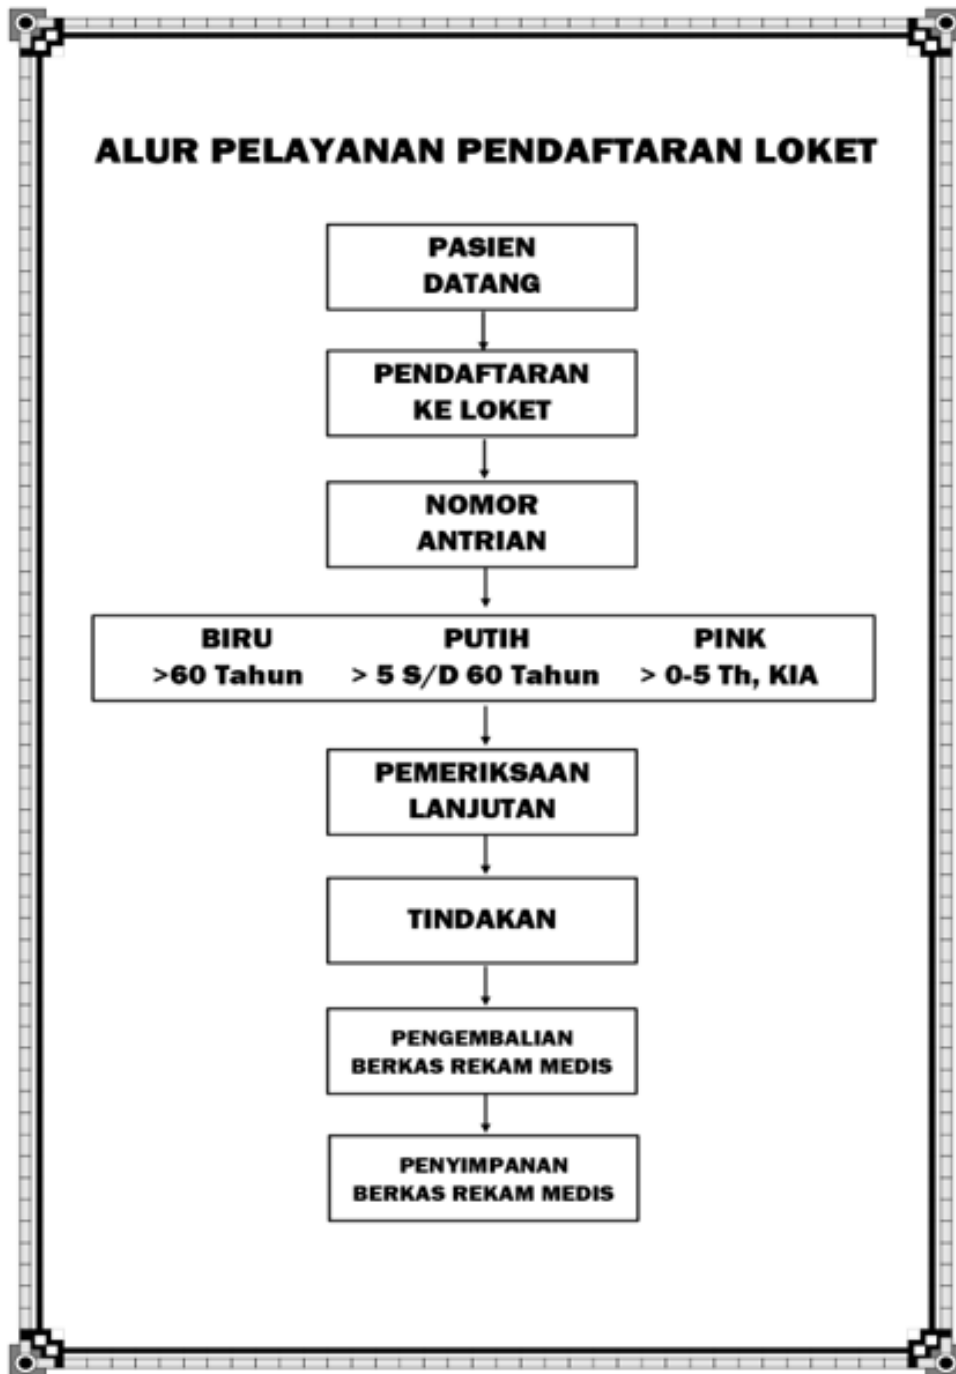 ALUR PELAYANAN PENDAFTARAN LOKET
PASIEN
DATANG
PENDAFTARAN
KE LOKET
NOMOR
ANTRIAN
BIRU PUTIH PINK
>60 Tahun > 5 S/D 60 Tahun > 0-5 Th, KIA
PEMERIKSAAN
LANJUTAN
TINDAKAN
PENGEMBALIAN
BERKAS REKAM MEDIS
PENYIMPANAN
BERKAS REKAM MEDIS